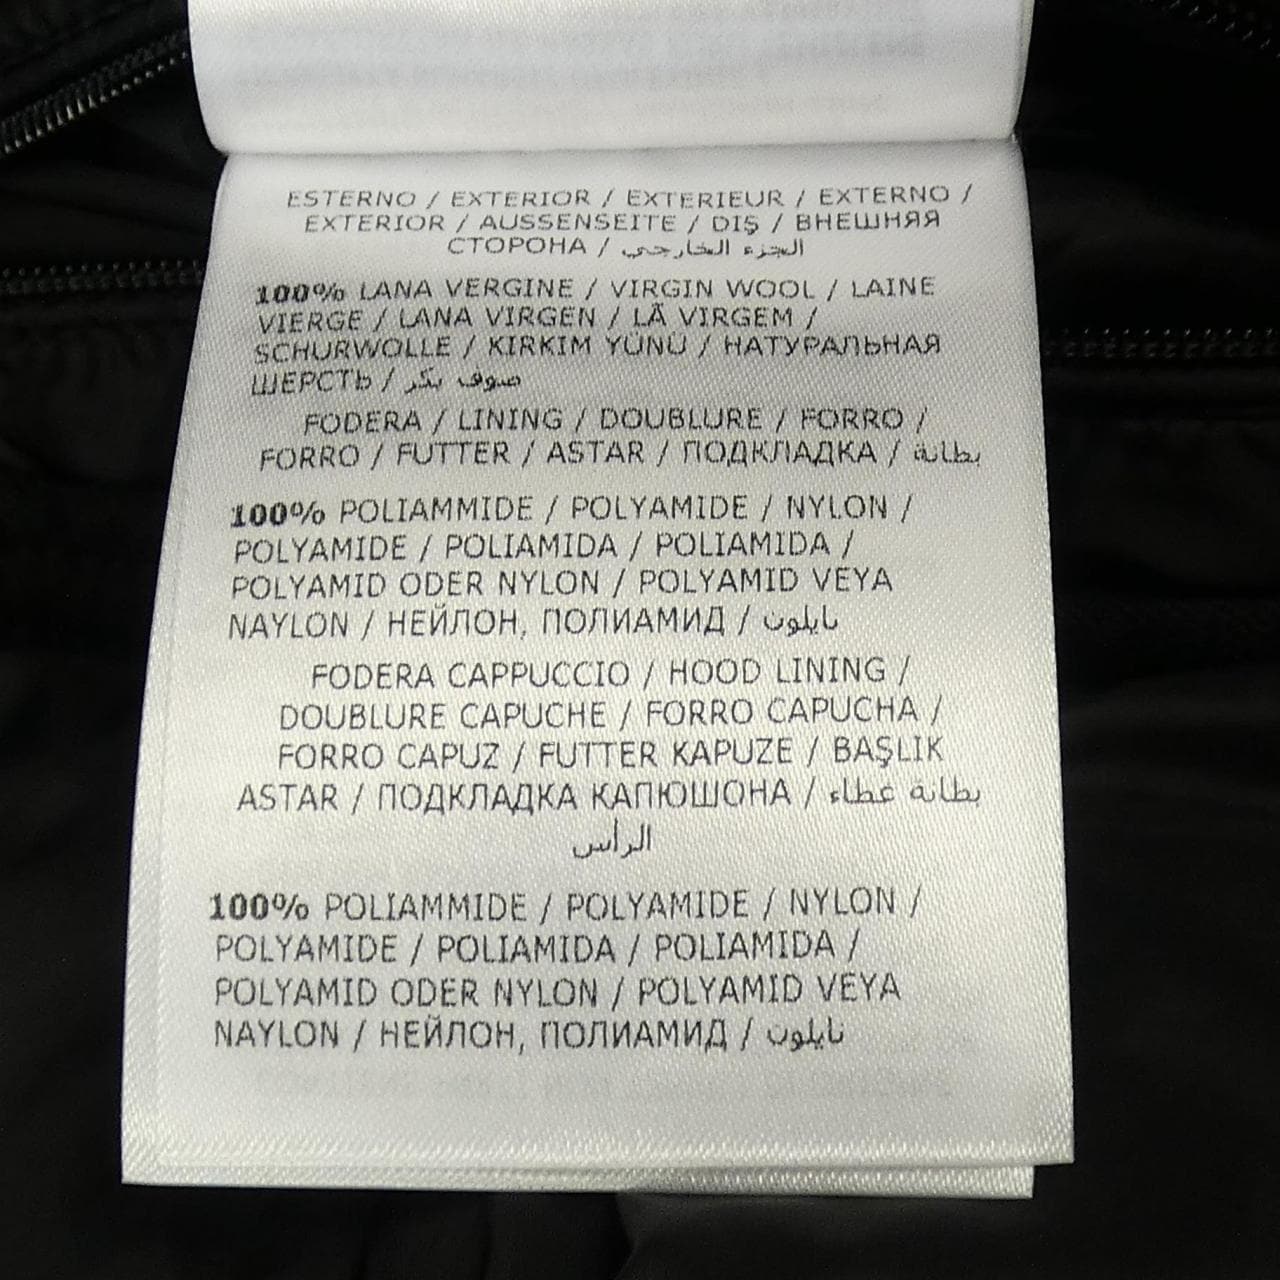 ESTERNO / EXTERIOR / EXTERIEUR / EXTERNO /
EXTERIOR / AUSSENSEITE / DIŞ / ВНЕШНЯЯ
СТОРОНА / الجزء الخارجي
100% LANA VERGINE / VIRGIN WOOL / LAINE
VIERGE / LANA VIRGEN / LÃ VIRGEM /
SCHURWOLLE / KIRKIM YÜNÜ / НАТУРАЛЬНАЯ
ШЕРСТЬ / صوف بكر
FODERA / LINING / DOUBLURE / FORRO /
FORRO / FUTTER / ASTAR / ПОДКЛАДКА / بطانة
100% POLIAMMIDE / POLYAMIDE / NYLON /
POLYAMIDE / POLIAMIDA / POLIAMIDA /
POLYAMID ODER NYLON / POLYAMID VEYA
NAYLON / НЕЙЛОН, ПОЛИАМИД / نايلون
FODERA CAPPUCCIO / HOOD LINING /
DOUBLURE CAPUCHE / FORRO CAPUCHA /
FORRO CAPUZ / FUTTER KAPUZE / BAŞLIK
ASTAR / ПОДКЛАДКА КАПЮШОНА / بطانة غطاء
الرأس
100% POLIAMMIDE / POLYAMIDE / NYLON /
POLYAMIDE / POLIAMIDA / POLIAMIDA /
POLYAMID ODER NYLON / POLYAMID VEYA
NAYLON / НЕЙЛОН, ПОЛИАМИД / نايلون